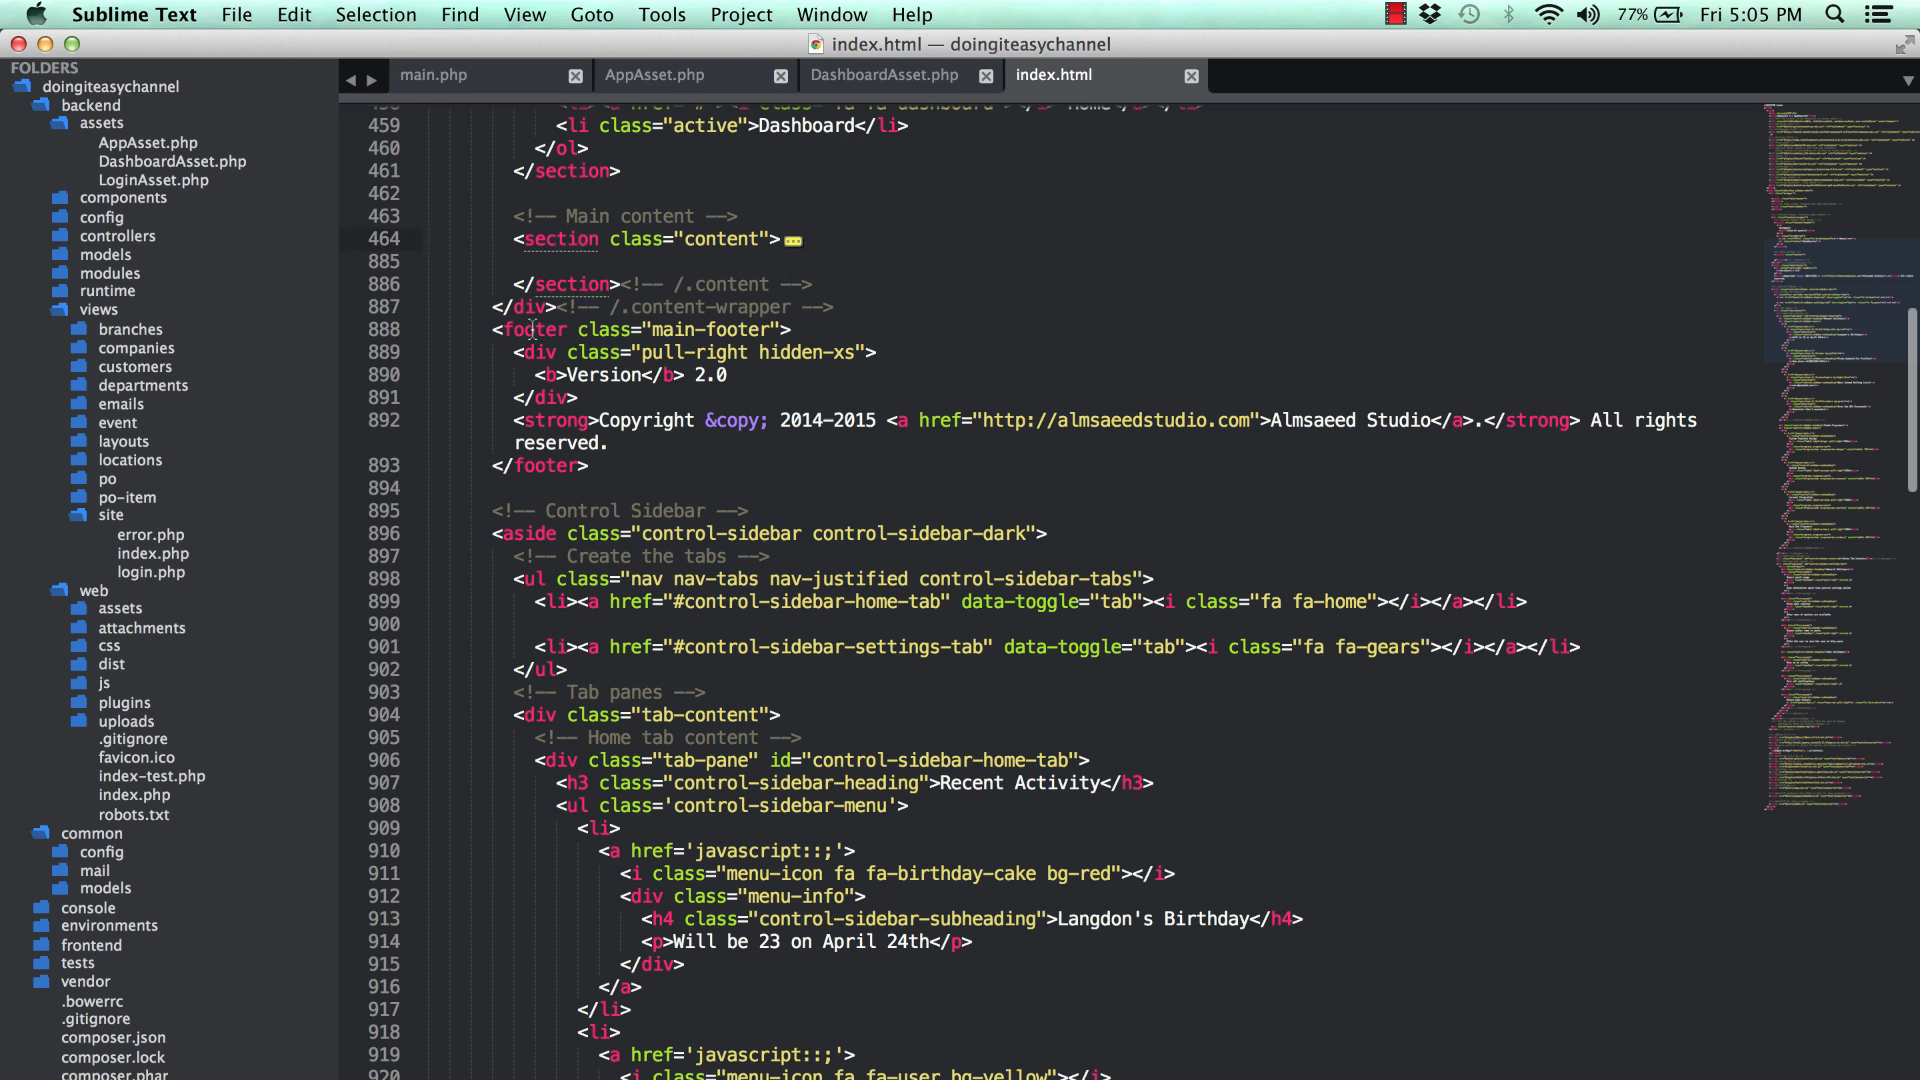 Sublime Text File Edit Selection Find View Goto Tools Project Window Help 77% Fri 5:05 PM
index.html — doingiteasychannel
FOLDERS
doingiteasychannel
backend
assets
AppAsset.php
DashboardAsset.php
LoginAsset.php
components
config
controllers
models
modules
runtime
views
branches
companies
customers
departments
emails
event
layouts
locations
po
po-item
site
error.php
index.php
login.php
web
assets
attachments
css
dist
js
plugins
uploads
.gitignore
favicon.ico
index-test.php
index.php
robots.txt
common
config
mail
models
console
environments
frontend
tests
vendor
.bowerrc
.gitignore
composer.json
composer.lock
composer.phar
main.php AppAsset.php DashboardAsset.php index.html
459 <li class="active">Dashboard</li>
460 </ol>
461 </section>
462
463 <!-- Main content -->
464 <section class="content">
885
886 </section><!-- /.content -->
887 </div><!-- /.content-wrapper -->
888 <footer class="main-footer">
889 <div class="pull-right hidden-xs">
890 <b>Version</b> 2.0
891 </div>
892 <strong>Copyright &copy; 2014-2015 <a href="http://almsaeedstudio.com">Almsaeed Studio</a>.</strong> All rights
reserved.
893 </footer>
894
895 <!-- Control Sidebar -->
896 <aside class="control-sidebar control-sidebar-dark">
897 <!-- Create the tabs -->
898 <ul class="nav nav-tabs nav-justified control-sidebar-tabs">
899 <li><a href="#control-sidebar-home-tab" data-toggle="tab"><i class="fa fa-home"></i></a></li>
900
901 <li><a href="#control-sidebar-settings-tab" data-toggle="tab"><i class="fa fa-gears"></i></a></li>
902 </ul>
903 <!-- Tab panes -->
904 <div class="tab-content">
905 <!-- Home tab content -->
906 <div class="tab-pane" id="control-sidebar-home-tab">
907 <h3 class="control-sidebar-heading">Recent Activity</h3>
908 <ul class='control-sidebar-menu'>
909 <li>
910 <a href='javascript::;'>
911 <i class="menu-icon fa fa-birthday-cake bg-red"></i>
912 <div class="menu-info">
913 <h4 class="control-sidebar-subheading">Langdon's Birthday</h4>
914 <p>Will be 23 on April 24th</p>
915 </div>
916 </a>
917 </li>
918 <li>
919 <a href='javascript::;'>
920 <i class="menu-icon fa fa-user bg-yellow"></i>